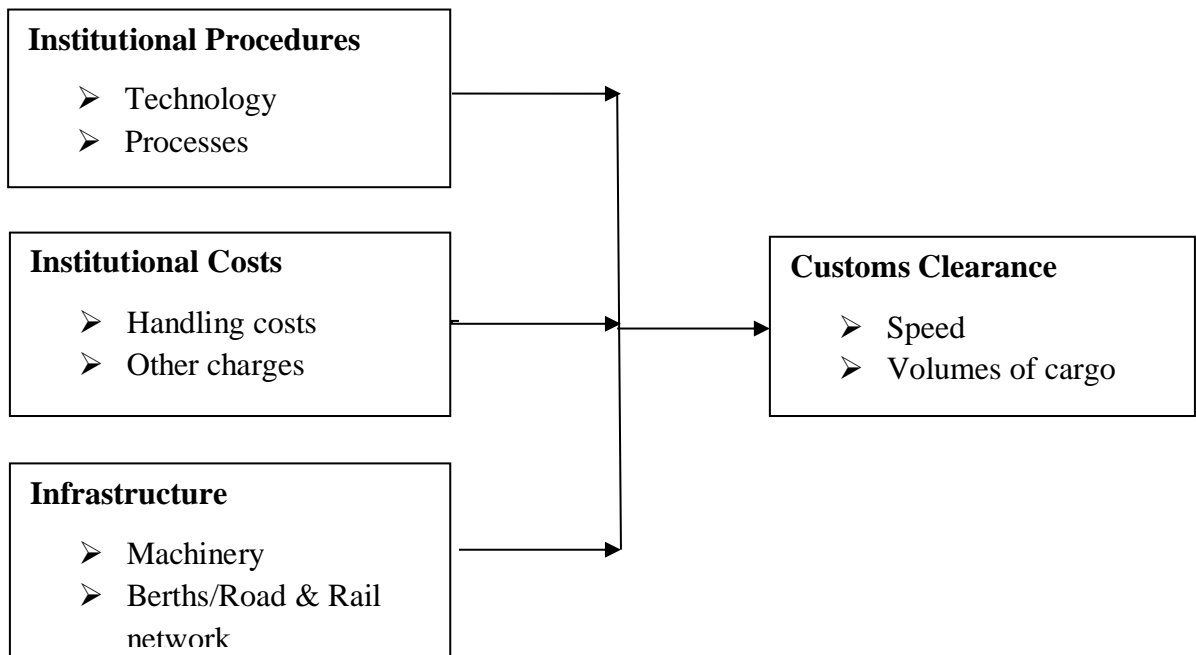 Institutional Procedures
➢ Technology
➢ Processes
Institutional Costs
➢ Handling costs
➢ Other charges
Customs Clearance
➢ Speed
➢ Volumes of cargo
Infrastructure
➢ Machinery
➢ Berths/Road & Rail
network